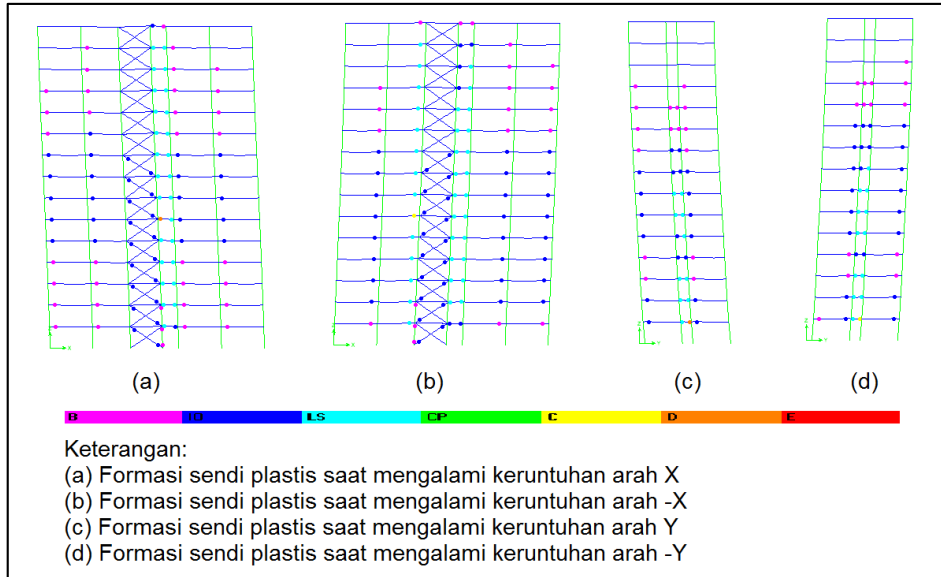 (a) (b) (c) (d)
B IO LS CP C D E
Keterangan:
(a) Formasi sendi plastis saat mengalami keruntuhan arah X
(b) Formasi sendi plastis saat mengalami keruntuhan arah -X
(c) Formasi sendi plastis saat mengalami keruntuhan arah Y
(d) Formasi sendi plastis saat mengalami keruntuhan arah -Y